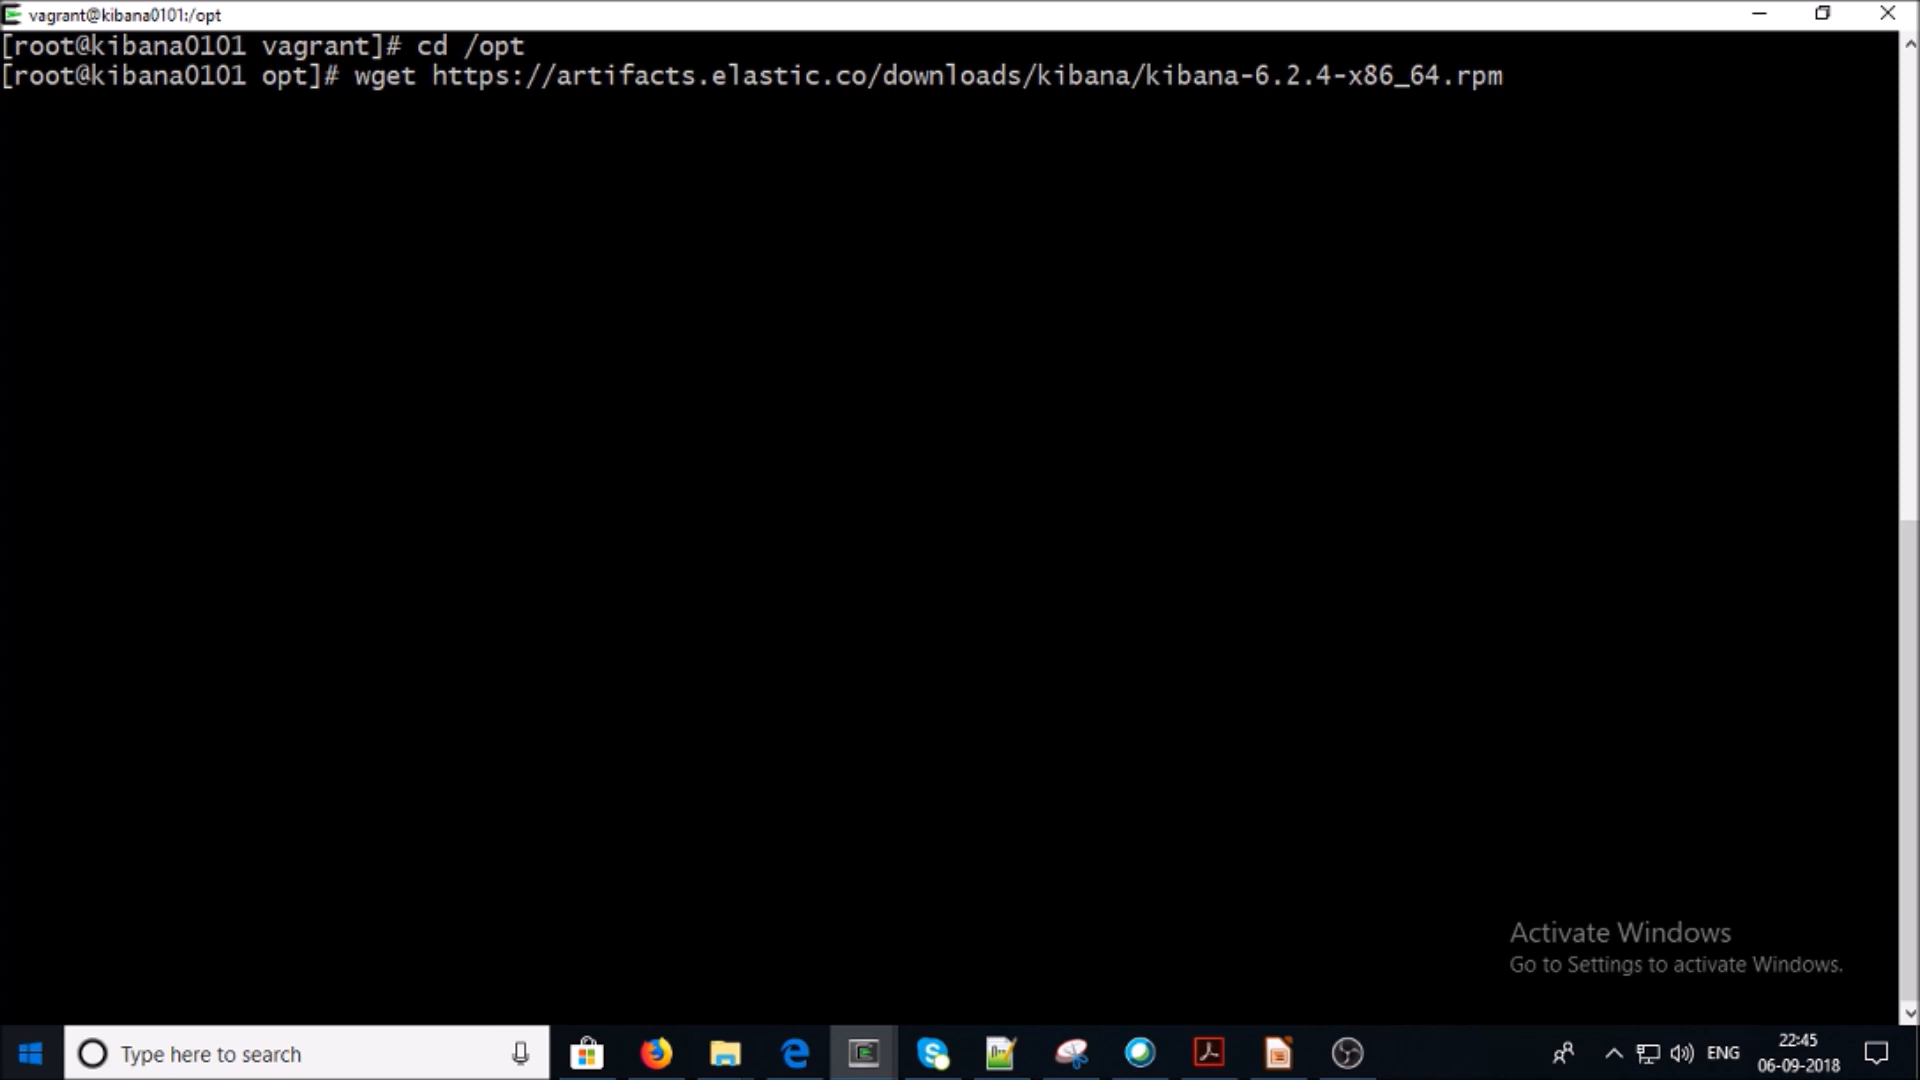 vagrant@kibana0101:/opt
[root@kibana0101 vagrant]# cd /opt
[root@kibana0101 opt]# wget https://artifacts.elastic.co/downloads/kibana/kibana-6.2.4-x86_64.rpm
Activate Windows
Go to Settings to activate Windows.
Type here to search
ENG
22:45
06-09-2018